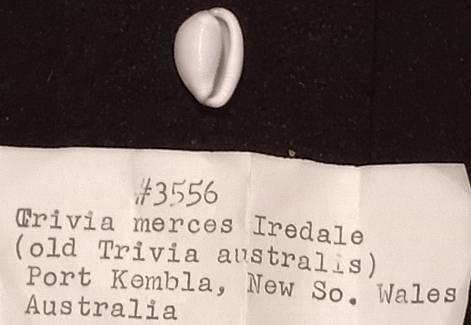 #3556
Trivia merces Iredale
(old Trivia australis)
Port Kembla, New So. Wales
Australia